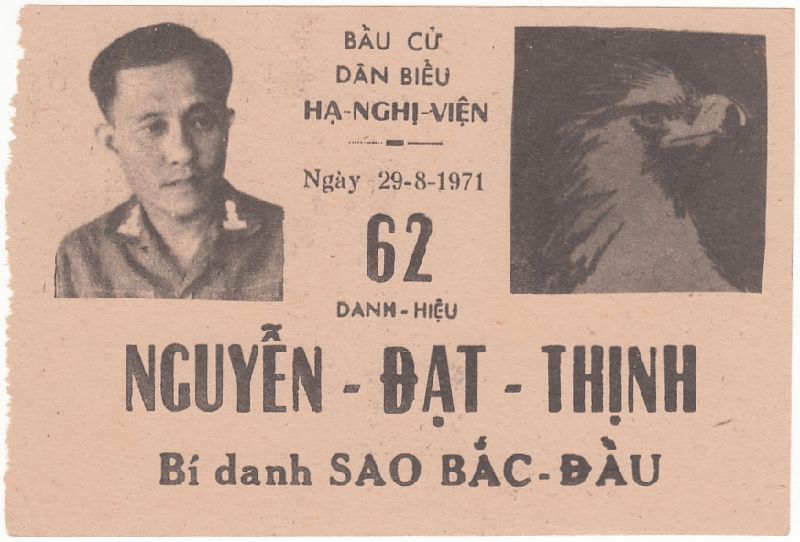 BẦU CỬ
DÂN BIỂU
HẠ-NGHỊ-VIỆN
Ngày 29-8-1971
62
DANH-HIỆU
NGUYỄN - ĐẠT - THỊNH
Bí danh SAO BẮC-ĐẦU